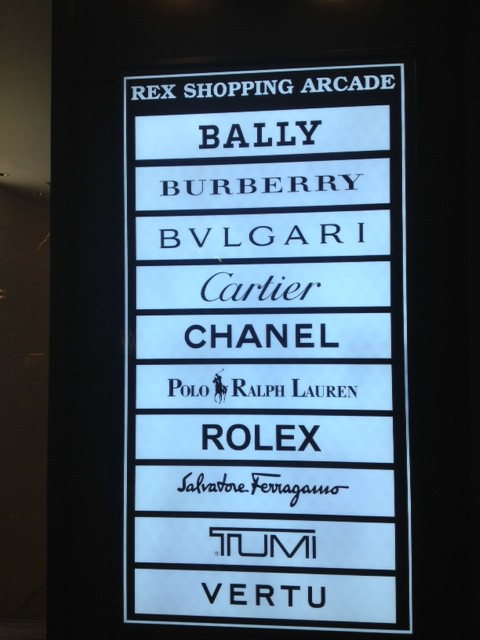 REX SHOPPING ARCADE
BALLY
BURBERRY
BVLGARI
Cartier
CHANEL
POLO RALPH LAUREN
ROLEX
Salvatore Ferragamo
TUMI
VERTU